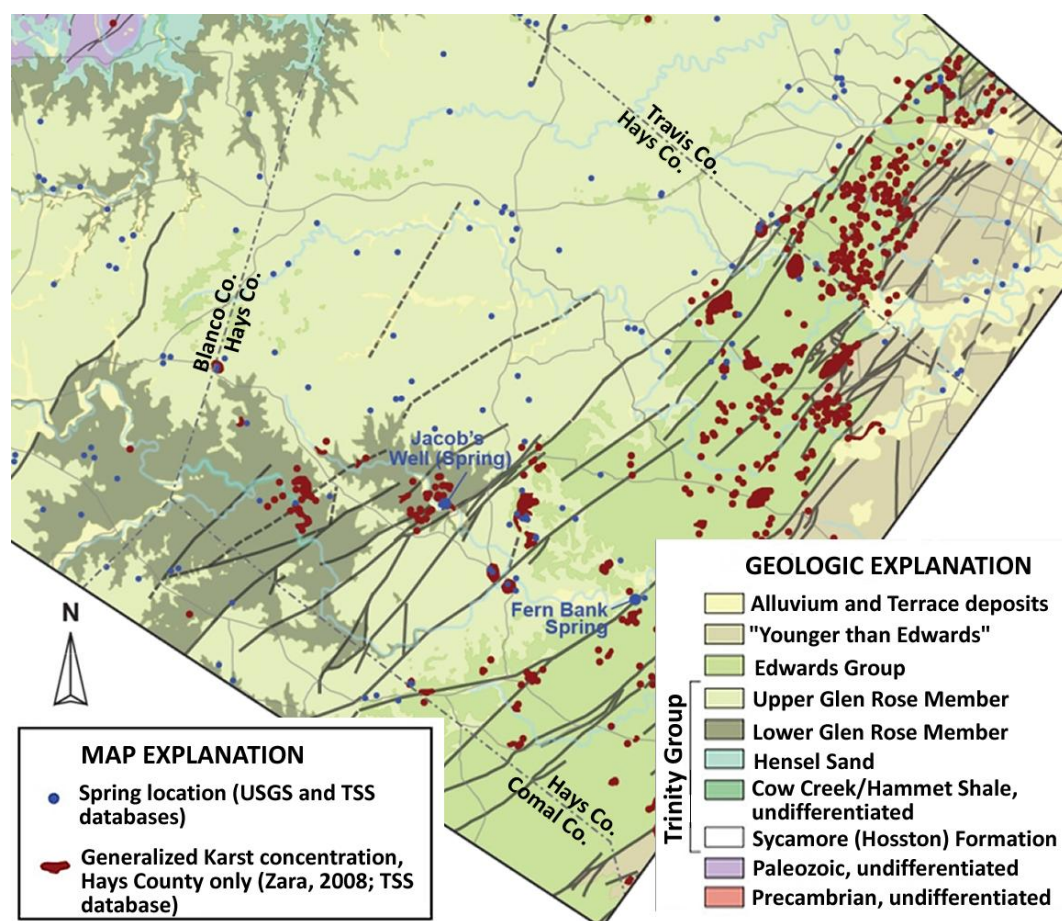 Travis Co.
Hays Co.
Blanco Co.
Hays Co.
Jacob's
Well (Spring)
Fern Bank
Spring
Hays Co.
Comal Co.
N
MAP EXPLANATION
Spring location (USGS and TSS
databases)
Generalized Karst concentration,
Hays County only (Zara, 2008; TSS
database)
GEOLOGIC EXPLANATION
Alluvium and Terrace deposits
"Younger than Edwards"
Edwards Group
Trinity Group
Upper Glen Rose Member
Lower Glen Rose Member
Hensel Sand
Cow Creek/Hammet Shale,
undifferentiated
Sycamore (Hosston) Formation
Paleozoic, undifferentiated
Precambrian, undifferentiated